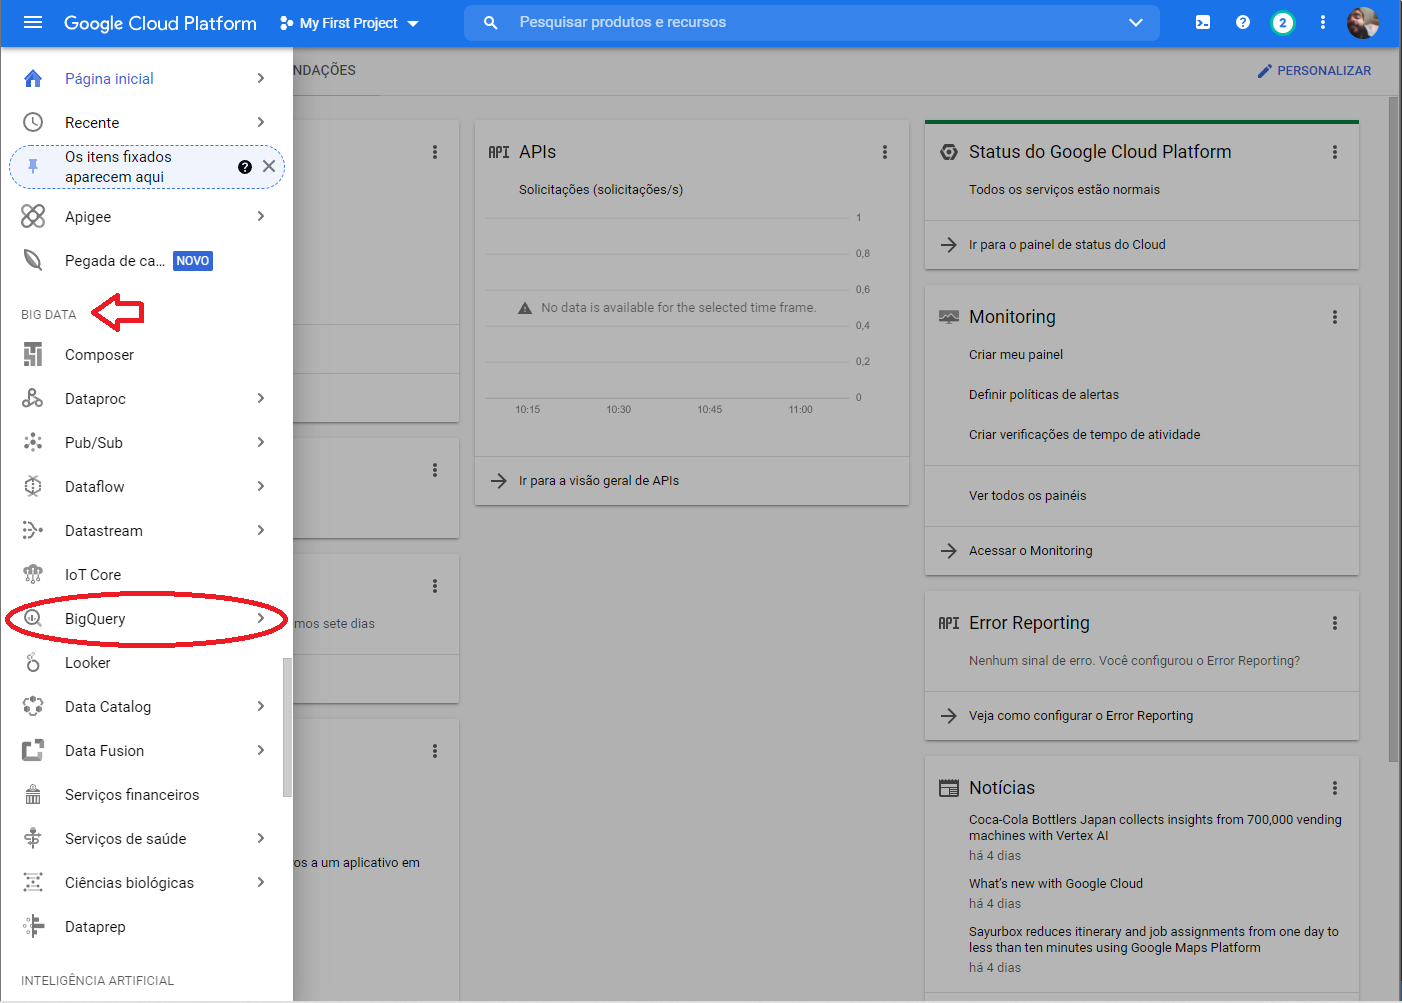 Google Cloud Platform
My First Project
Pesquisar produtos e recursos
2
Página inicial
Recente
Os itens fixados
aparecem aqui
Apigee
Pegada de ca... NOVO
BIG DATA
Composer
Dataproc
Pub/Sub
Dataflow
Datastream
IoT Core
BigQuery
Looker
Data Catalog
Data Fusion
Serviços financeiros
Serviços de saúde
Ciências biológicas
Dataprep
INTELIGÊNCIA ARTIFICIAL
NDAÇÕES
PERSONALIZAR
mos sete dias
os a um aplicativo em
API APIs
Solicitações (solicitações/s)
1
0,8
0,6
No data is available for the selected time frame.
0,4
0,2
0
10:15 10:30 10:45 11:00
Ir para a visão geral de APIs
Status do Google Cloud Platform
Todos os serviços estão normais
Ir para o painel de status do Cloud
Monitoring
Criar meu painel
Definir políticas de alertas
Criar verificações de tempo de atividade
Ver todos os painéis
Acessar o Monitoring
API Error Reporting
Nenhum sinal de erro. Você configurou o Error Reporting?
Veja como configurar o Error Reporting
Notícias
Coca-Cola Bottlers Japan collects insights from 700,000 vending
machines with Vertex AI
há 4 dias
What's new with Google Cloud
há 4 dias
Sayurbox reduces itinerary and job assignments from one day to
less than ten minutes using Google Maps Platform
há 4 dias